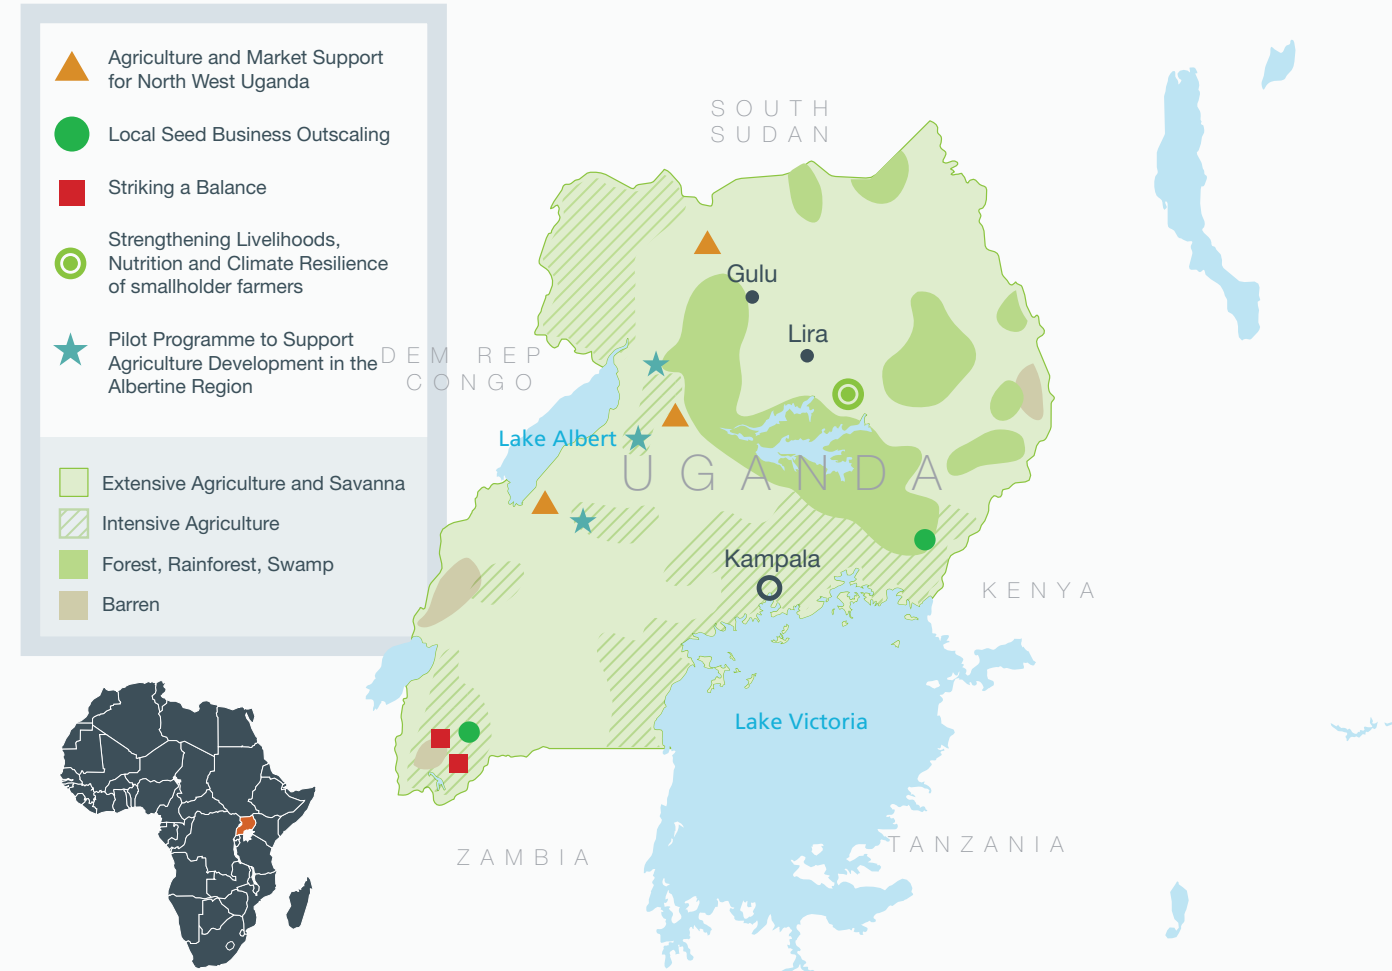 Agriculture and Market Support
for North West Uganda
Local Seed Business Outscaling
Striking a Balance
Strengthening Livelihoods,
Nutrition and Climate Resilience
of smallholder farmers
Pilot Programme to Support
Agriculture Development in the
Albertine Region
Extensive Agriculture and Savanna
Intensive Agriculture
Forest, Rainforest, Swamp
Barren
SOUTH
SUDAN
Gulu
Lira
DEM REP
CONGO
Lake Albert
UGANDA
Kampala
KENYA
Lake Victoria
TANZANIA
ZAMBIA